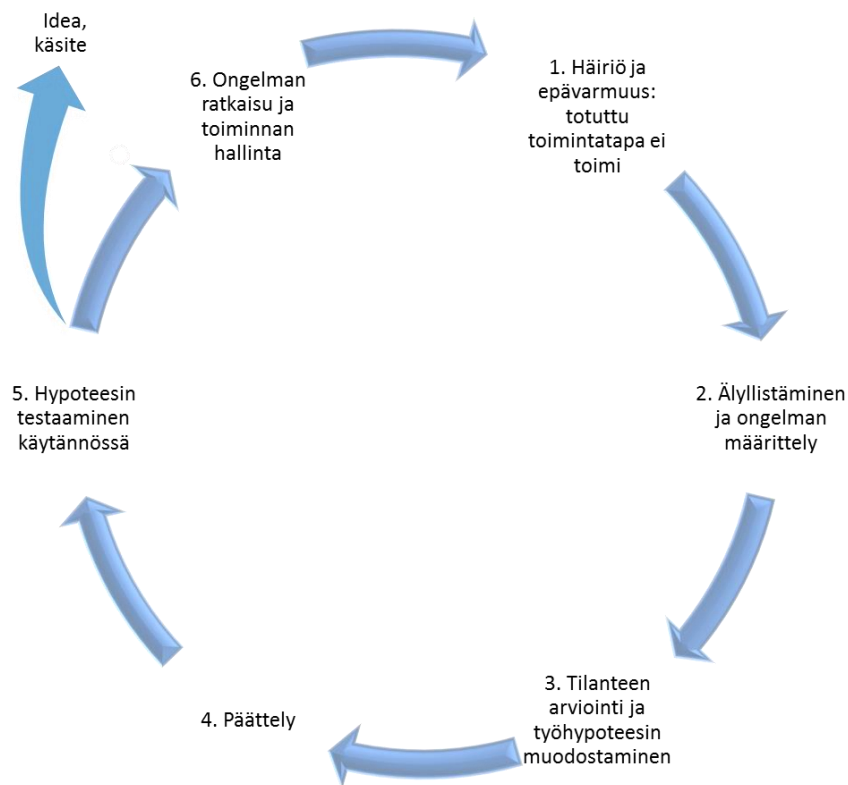 Idea,
käsite
1. Häiriö ja
epävarmuus:
totuttu
toimintatapa ei
toimi
2. Älyllistäminen
ja ongelman
määrittely
3. Tilanteen
arviointi ja
työhypoteesin
muodostaminen
4. Päättely
5. Hypoteesin
testaaminen
käytännössä
6. Ongelman
ratkaisu ja
toiminnan
hallinta